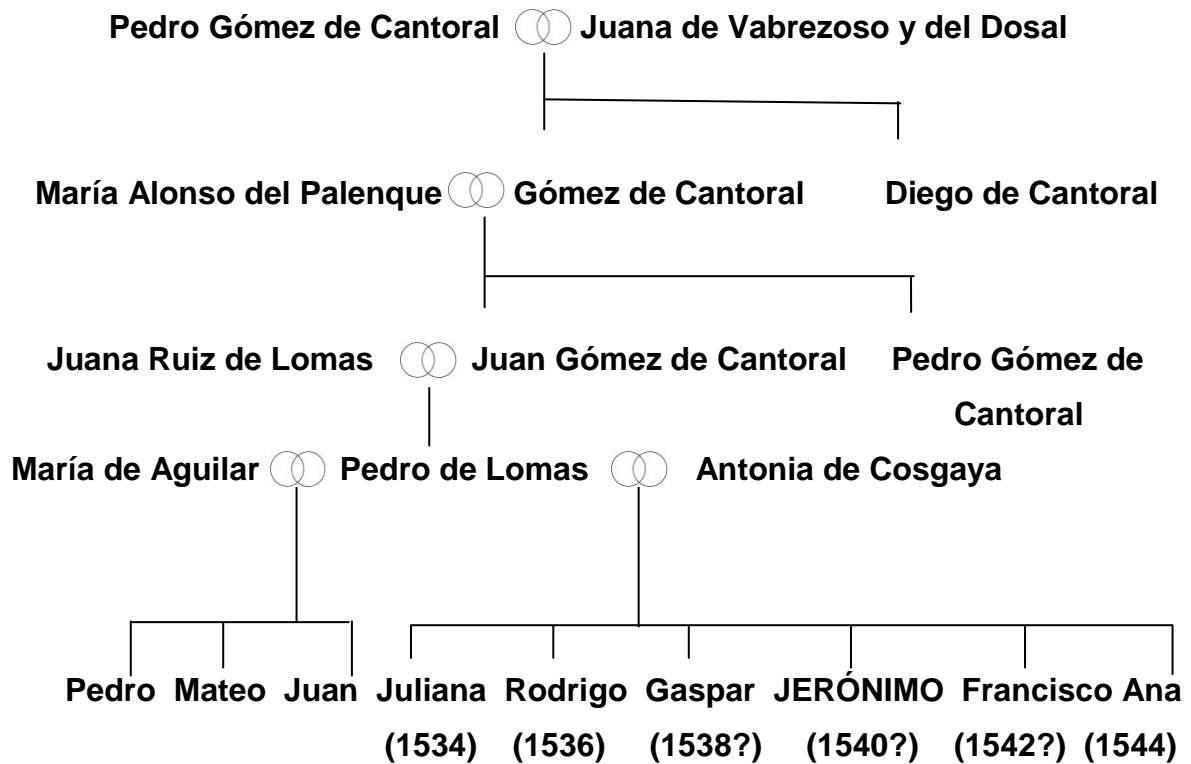 Pedro Gómez de Cantoral Juana de Vabrezoso y del Dosal
María Alonso del Palenque Gómez de Cantoral Diego de Cantoral
Juana Ruiz de Lomas Juan Gómez de Cantoral Pedro Gómez de
Cantoral
María de Aguilar Pedro de Lomas Antonia de Cosgaya
Pedro Mateo Juan Juliana Rodrigo Gaspar JERÓNIMO Francisco Ana
(1534) (1536) (1538?) (1540?) (1542?) (1544)